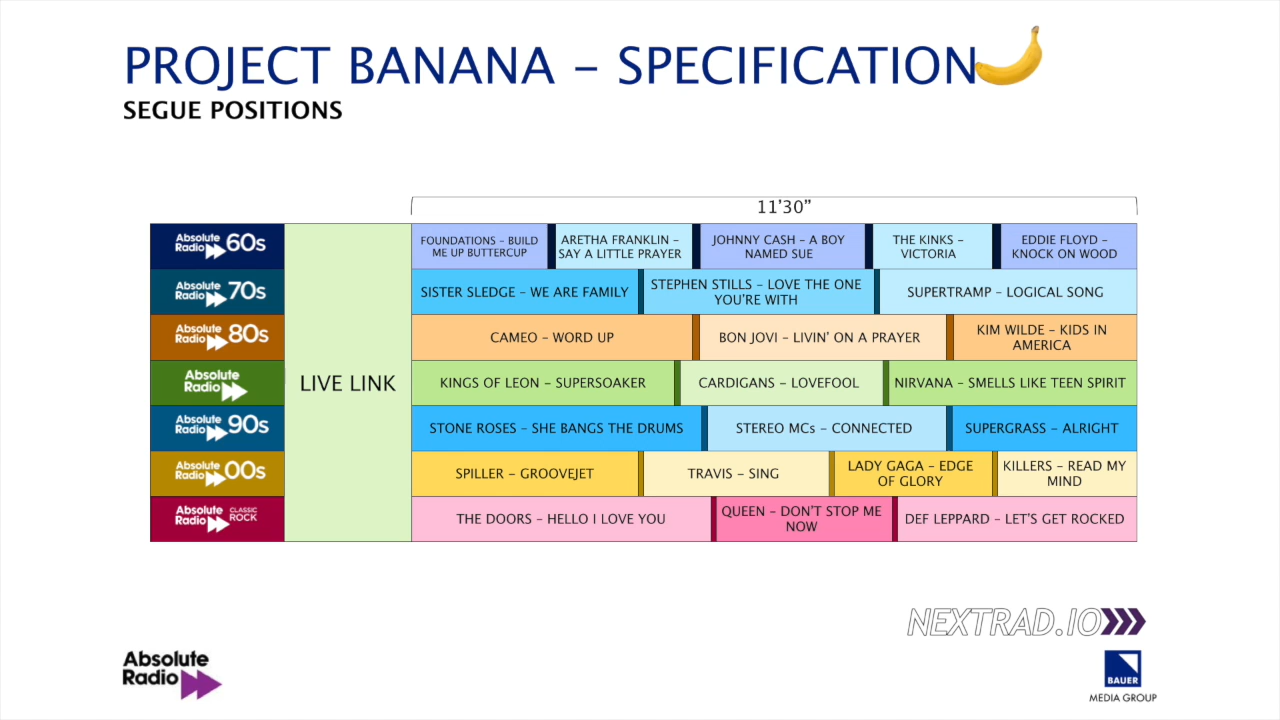 PROJECT BANANA – SPECIFICATION
SEGUE POSITIONS
11’30”
Absolute Radio 60s
FOUNDATIONS – BUILD
ME UP BUTTERCUP
ARETHA FRANKLIN –
SAY A LITTLE PRAYER
JOHNNY CASH – A BOY
NAMED SUE
THE KINKS –
VICTORIA
EDDIE FLOYD –
KNOCK ON WOOD
Absolute Radio 70s
SISTER SLEDGE – WE ARE FAMILY
STEPHEN STILLS – LOVE THE ONE
YOU’RE WITH
SUPERTRAMP – LOGICAL SONG
Absolute Radio 80s
CAMEO – WORD UP
BON JOVI – LIVIN’ ON A PRAYER
KIM WILDE – KIDS IN
AMERICA
Absolute
Radio
LIVE LINK
KINGS OF LEON – SUPERSOAKER
CARDIGANS – LOVEFOOL
NIRVANA – SMELLS LIKE TEEN SPIRIT
Absolute Radio 90s
STONE ROSES – SHE BANGS THE DRUMS
STEREO MCs – CONNECTED
SUPERGRASS – ALRIGHT
Absolute Radio 00s
SPILLER – GROOVEJET
TRAVIS – SING
LADY GAGA – EDGE
OF GLORY
KILLERS – READ MY
MIND
Absolute Radio CLASSIC ROCK
THE DOORS – HELLO I LOVE YOU
QUEEN – DON’T STOP ME
NOW
DEF LEPPARD – LET’S GET ROCKED
NEXTRAD.IO
Absolute
Radio
BAUER
MEDIA GROUP